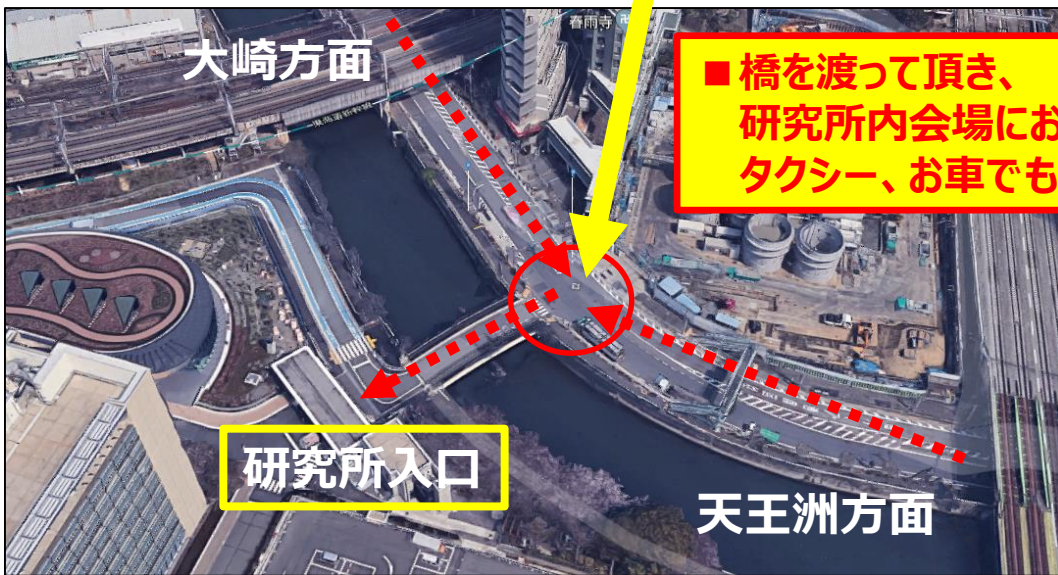 大崎方面
春雨寺
■ 橋を渡って頂き、
研究所内会場にお
タクシー、お車でも
研究所入口
天王洲方面